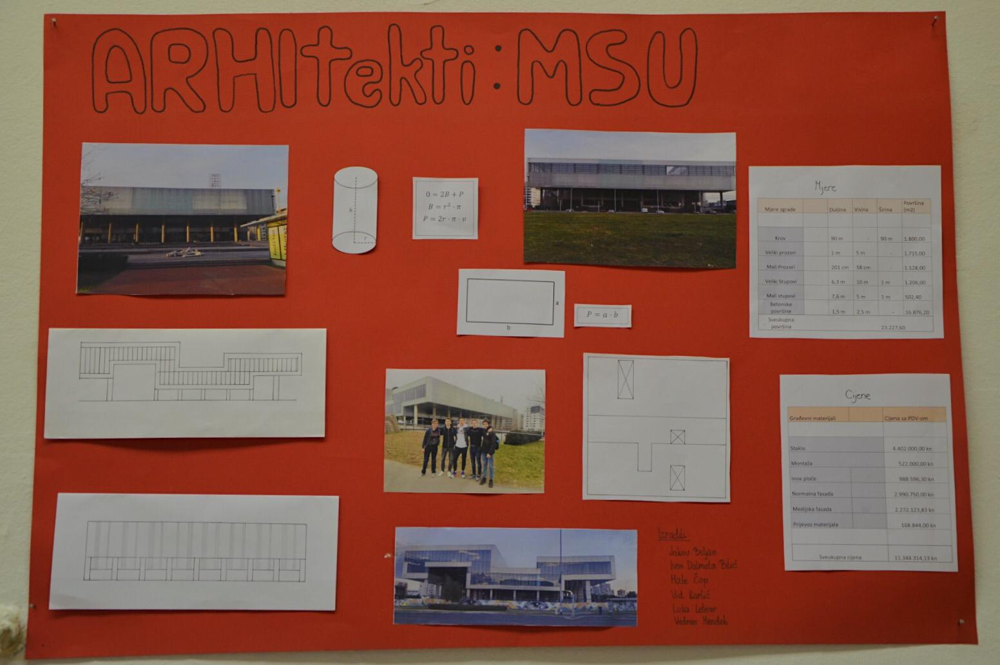 ARHItekti : MSU
h
r
0 = 2B + P
B = r² · π
P = 2r · π · v
a
b
P = a · b
Mjere
Mjere zgrade Duljina Visina Širina Površina (m2)
Krov 90 m - 90 m 1.800,00
Veliki prozori 1 m 5 m - 1.715,00
Mali Prozori 201 cm 58 cm - 1.128,00
Veliki Stupovi 6,3 m 10 m 1 m 1.206,00
Mali stupovi 7,6 m 5 m 1 m 502,40
Betonske površine 1,5 m 2,5 m - 16.876,20
Sveukupna površina 23.227,60
Cijene
Građevni materijali Cijena sa PDV-om
Staklo 4.402.000,00 kn
Montaža 522.000,00 kn
Inox ploče 988.596,30 kn
Normalna fasada 2.990.750,00 kn
Medijska fasada 2.272.123,83 kn
Prijevoz materijala 168.844,00 kn
Sveukupna cijena 11.344.314,13 kn
Izradili
Jakov Beljan
Ivan Dalmata Bilić
Mate Čop
Vid Karlić
Luka Letnar
Vedran Mendek